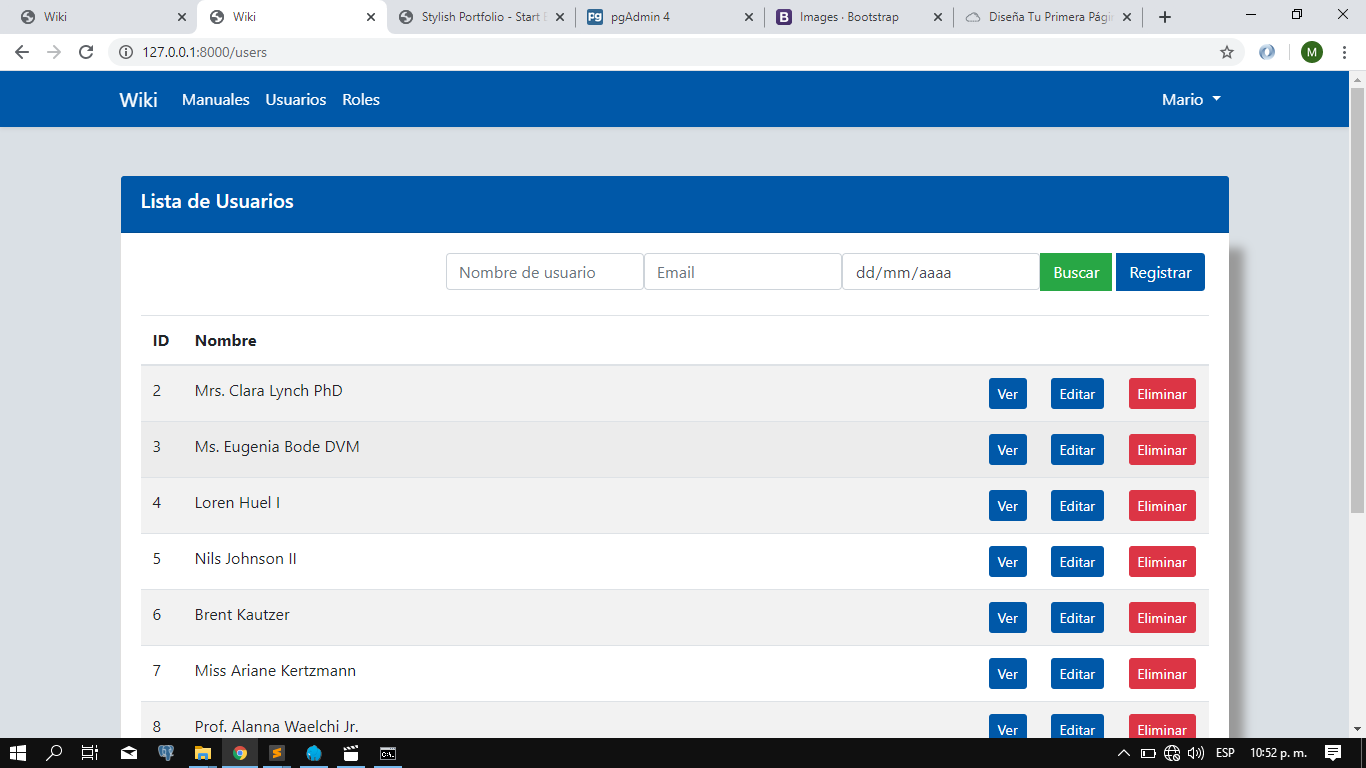 Wiki
Wiki
Stylish Portfolio - Start
pgAdmin 4
Images · Bootstrap
Diseña Tu Primera Pági
127.0.0.1:8000/users
M
Wiki Manuales Usuarios Roles Mario
Lista de Usuarios
Nombre de usuario Email dd/mm/aaaa Buscar Registrar
ID Nombre
2 Mrs. Clara Lynch PhD Ver Editar Eliminar
3 Ms. Eugenia Bode DVM Ver Editar Eliminar
4 Loren Huel I Ver Editar Eliminar
5 Nils Johnson II Ver Editar Eliminar
6 Brent Kautzer Ver Editar Eliminar
7 Miss Ariane Kertzmann Ver Editar Eliminar
8 Prof. Alanna Waelchi Jr. Ver Editar Eliminar
ESP 10:52 p. m.